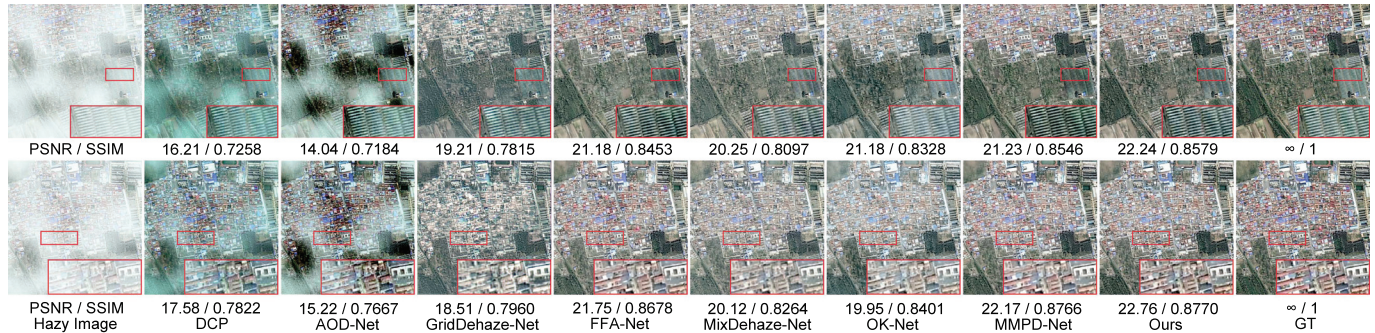 PSNR / SSIM 16.21 / 0.7258 14.04 / 0.7184 19.21 / 0.7815 21.18 / 0.8453 20.25 / 0.8097 21.18 / 0.8328 21.23 / 0.8546 22.24 / 0.8579 ∞ / 1
PSNR / SSIM 17.58 / 0.7822 15.22 / 0.7667 18.51 / 0.7960 21.75 / 0.8678 20.12 / 0.8264 19.95 / 0.8401 22.17 / 0.8766 22.76 / 0.8770 ∞ / 1
Hazy Image DCP AOD-Net GridDehaze-Net FFA-Net MixDehaze-Net OK-Net MMPD-Net Ours GT